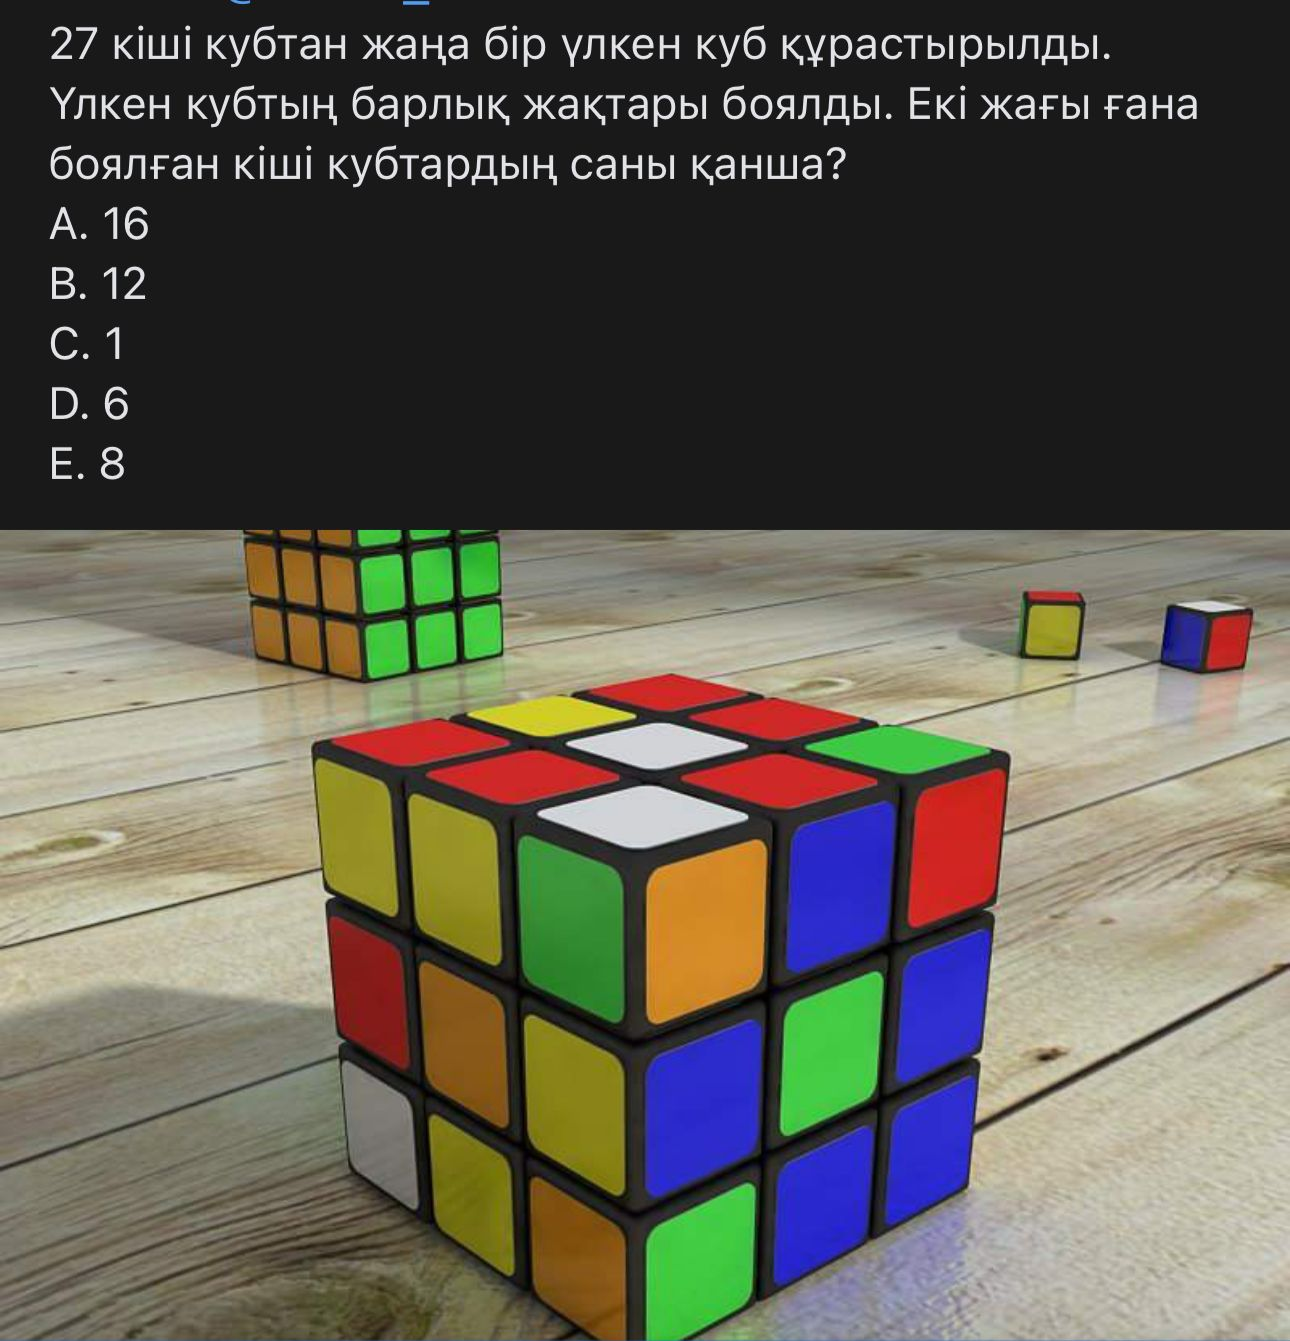 27 кіші кубтан жаңа бір үлкен куб құрастырылды.
Үлкен кубтың барлық жақтары боялды. Екі жағы ғана
боялған кіші кубтардың саны қанша?
A. 16
B. 12
C. 1
D. 6
E. 8